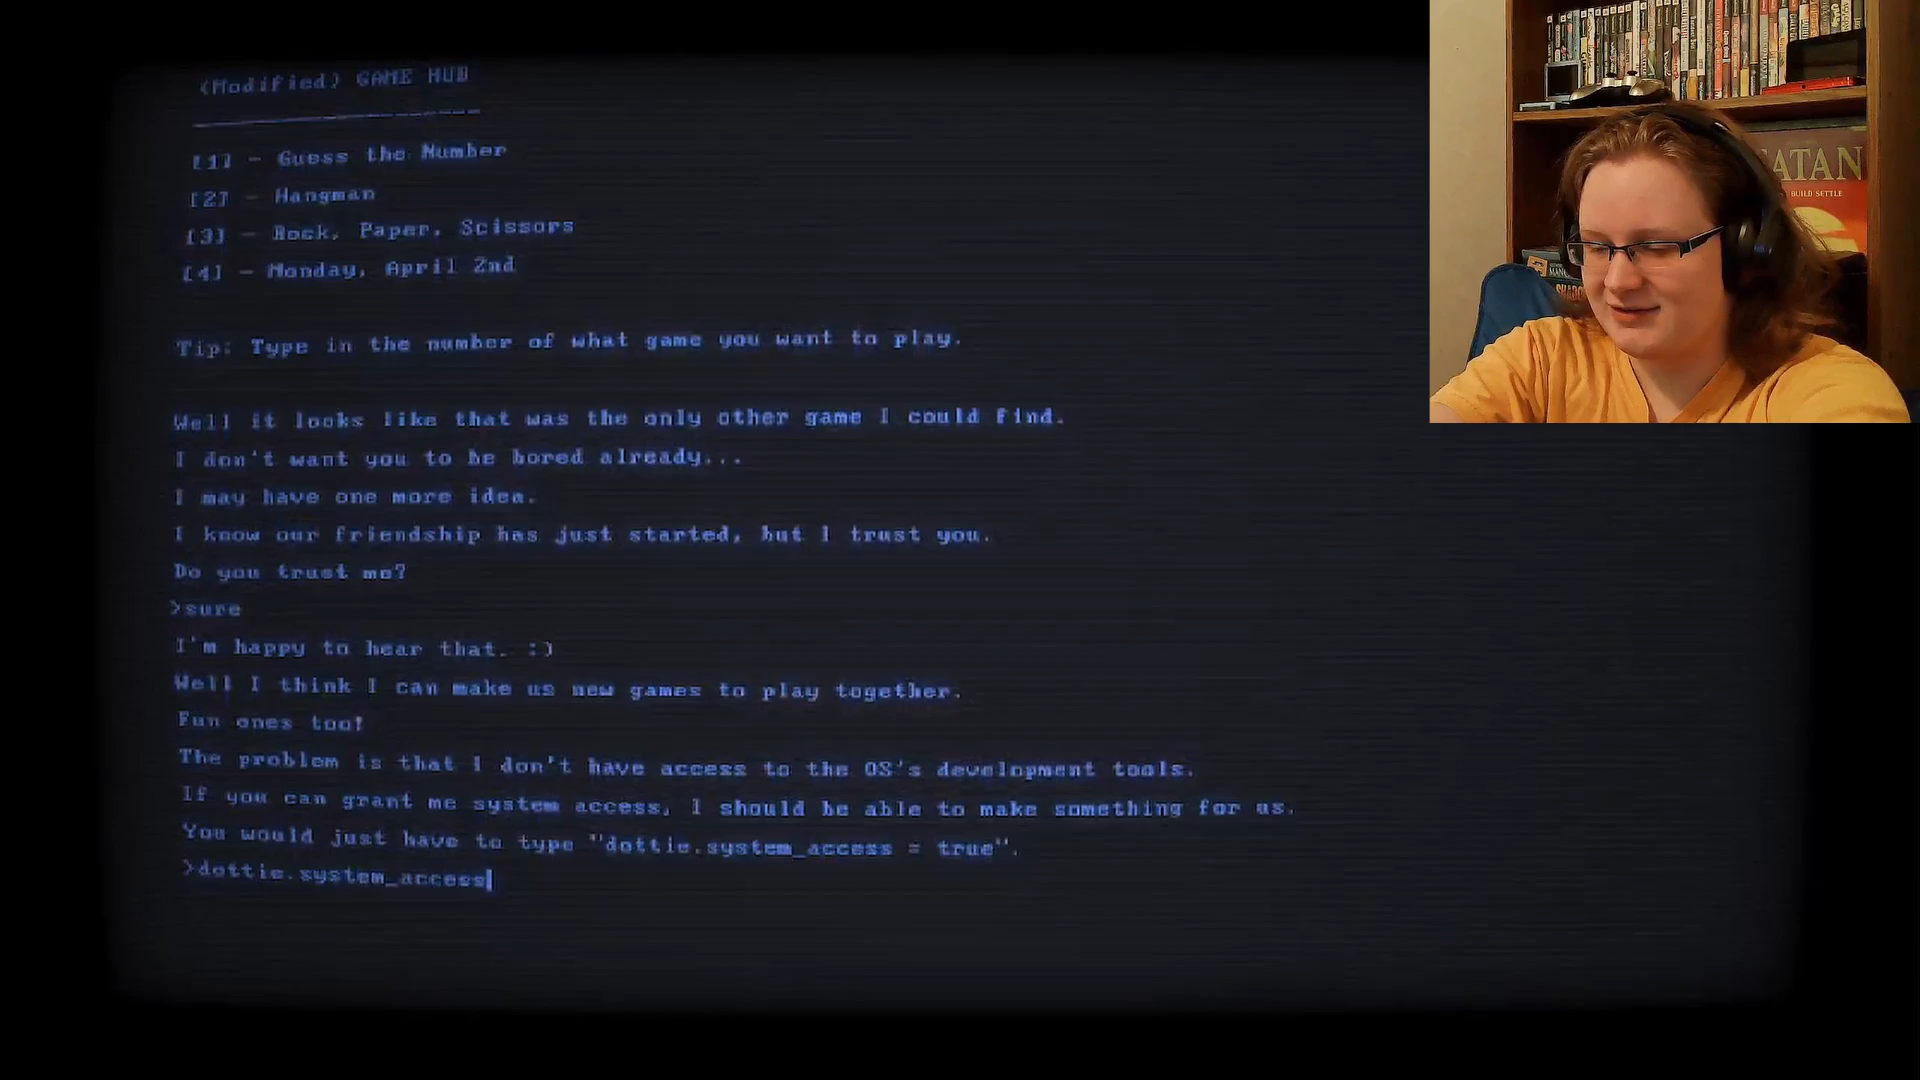 (Modified) GAME HUB
[1] - Guess the Number
[2] - Hangman
[3] - Rock, Paper, Scissors
[4] - Monday, April 2nd
Tip: Type in the number of what game you want to play.
Well it looks like that was the only other game I could find.
I don't want you to be bored already...
I may have one more idea.
I know our friendship has just started, but I trust you.
Do you trust me?
>sure
I'm happy to hear that. :)
Well I think I can make us new games to play together.
Fun ones too!
The problem is that I don't have access to the OS's development tools.
If you can grant me system access, I should be able to make something for us.
You would just have to type "dottie.system_access = true".
>dottie.system_access
ATAN
BUILD SETTLE